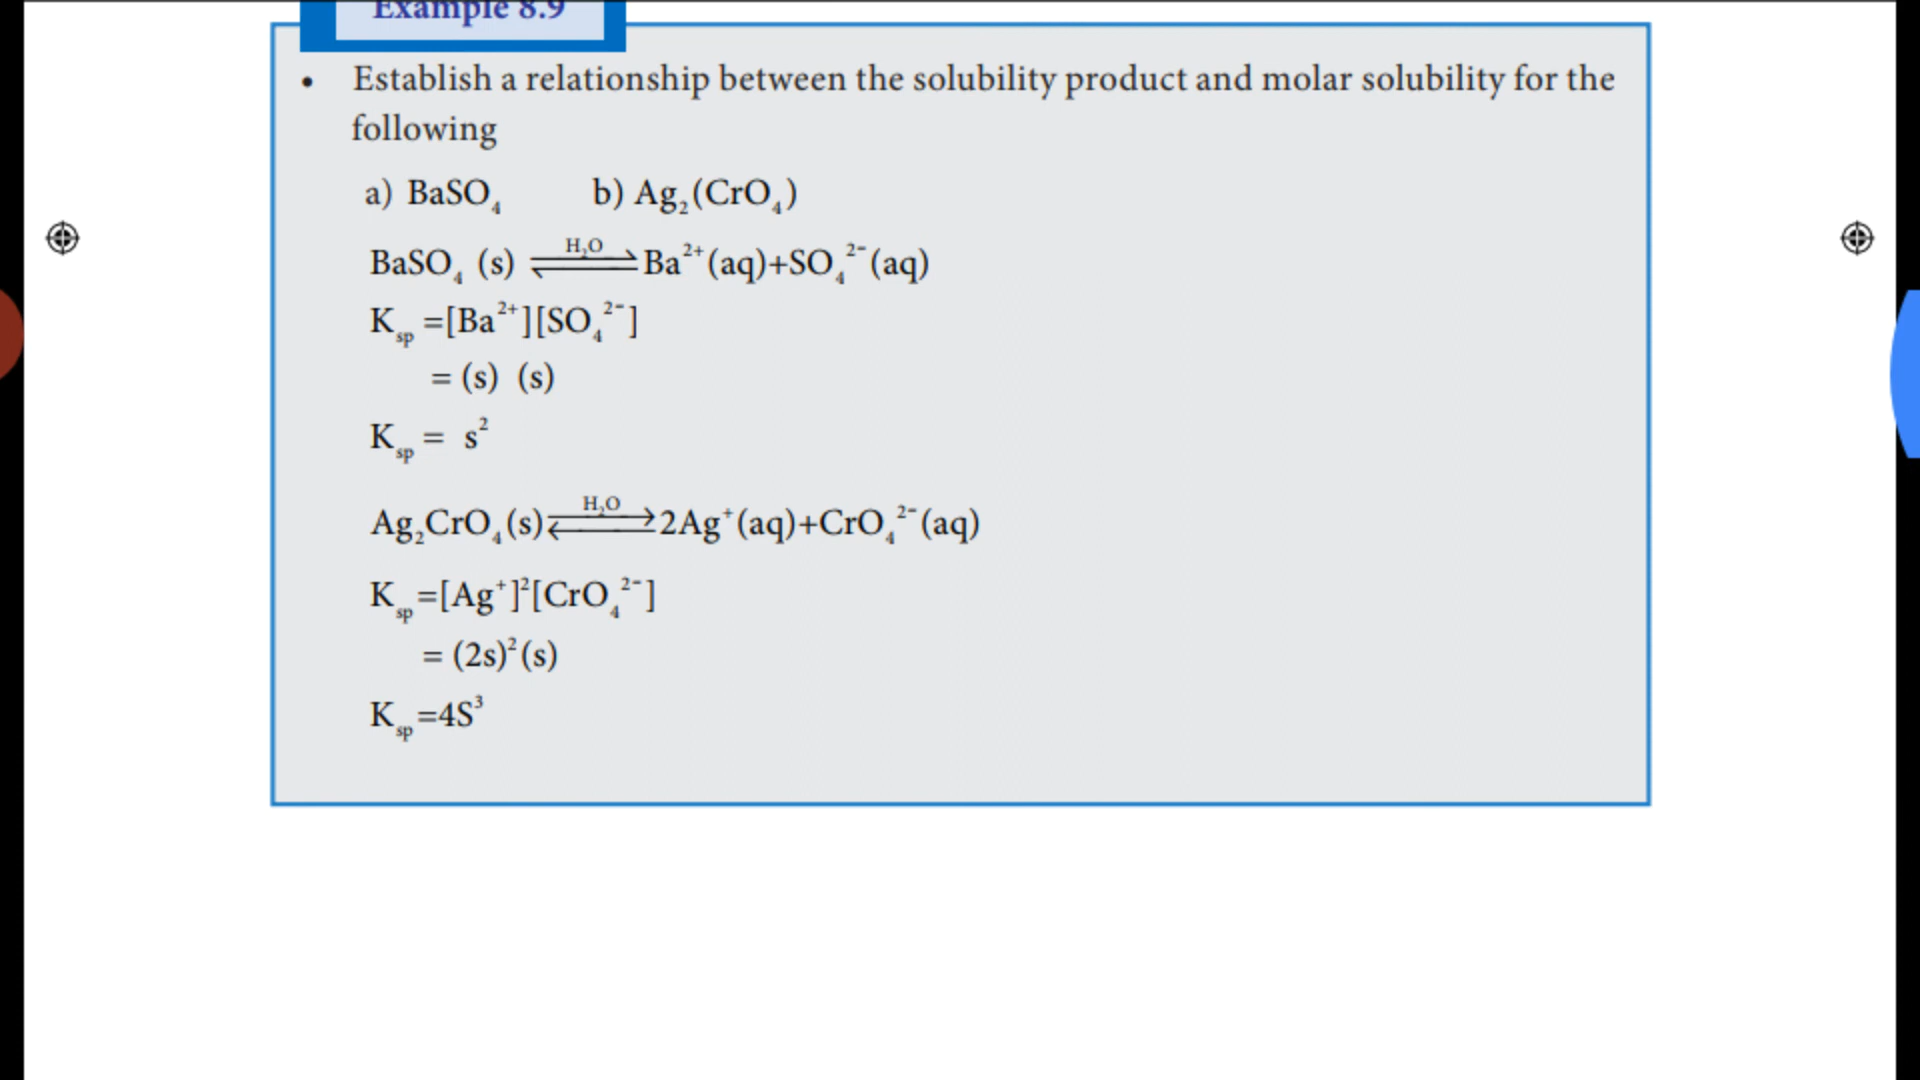 Example 8.9
• Establish a relationship between the solubility product and molar solubility for the
following
a) BaSO₄ b) Ag₂(CrO₄)
BaSO₄ (s) ⇌ H₂O Ba²⁺(aq)+SO₄²⁻(aq)
Kₛₚ =[Ba²⁺][SO₄²⁻]
= (s) (s)
Kₛₚ = s²
Ag₂CrO₄(s) ⇌ H₂O 2Ag⁺(aq)+CrO₄²⁻(aq)
Kₛₚ=[Ag⁺]²[CrO₄²⁻]
= (2s)²(s)
Kₛₚ=4S³